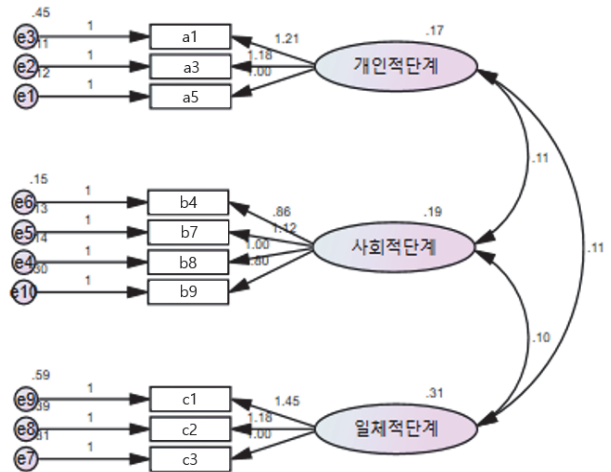 .45
e3 1 a1 1.21 .17
.11
e2 1 a3 1.18 개인적단계
.12
e1 1 a5 1.00
.11
.15
e6 1 b4 .86 .19
.13
e5 1 b7 1.12
.14
e4 1 b8 1.00 사회적단계
.30
e10 1 b9 .80
.11
.10
.59
e9 1 c1 1.45 .31
.39
e8 1 c2 1.18 일체적단계
.31
e7 1 c3 1.00